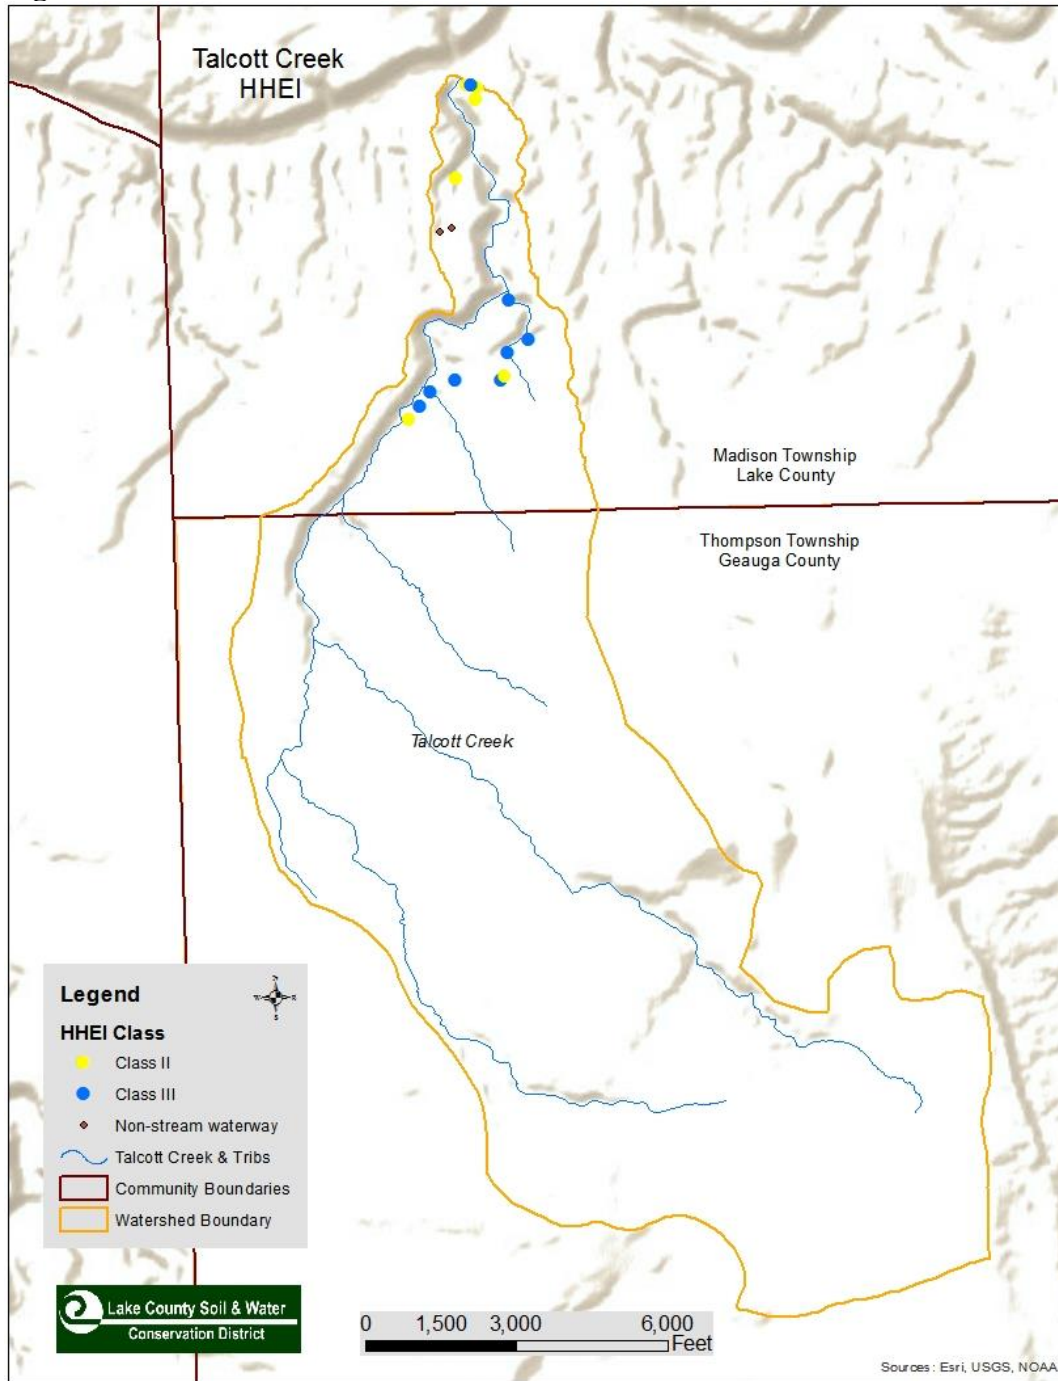 Talcott Creek
HHEI
Madison Township
Lake County
Thompson Township
Geauga County
Talcott Creek
Legend
N
W
E
S
HHEI Class
Class II
Class III
Non-stream waterway
Talcott Creek & Tribs
Community Boundaries
Watershed Boundary
Lake County Soil & Water
Conservation District
0 1,500 3,000 6,000
Feet
Sources: Esri, USGS, NOAA